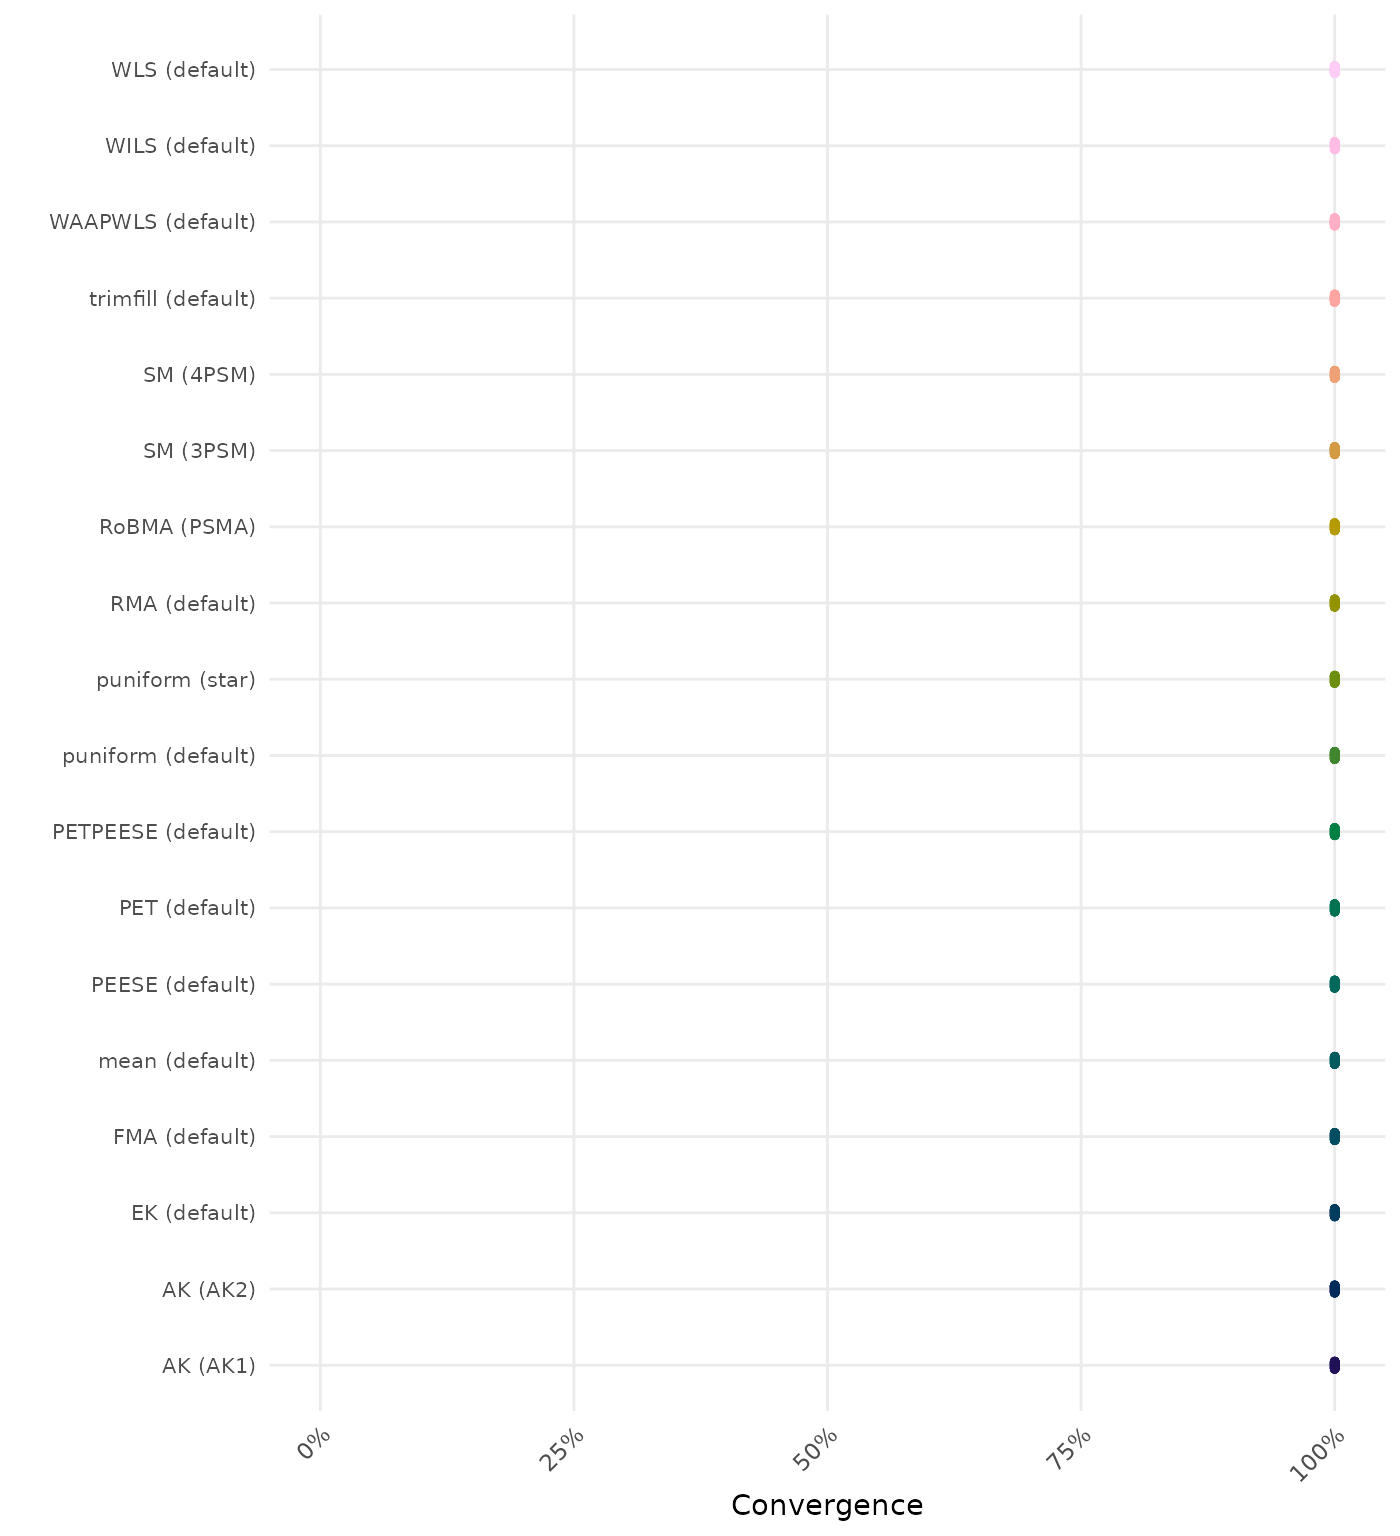 WLS (default)
WILS (default)
WAAPWLS (default)
trimfill (default)
SM (4PSM)
SM (3PSM)
RoBMA (PSMA)
RMA (default)
puniform (star)
puniform (default)
PETPEESE (default)
PET (default)
PEESE (default)
mean (default)
FMA (default)
EK (default)
AK (AK2)
AK (AK1)
0% 25% 50% 75% 100%
Convergence